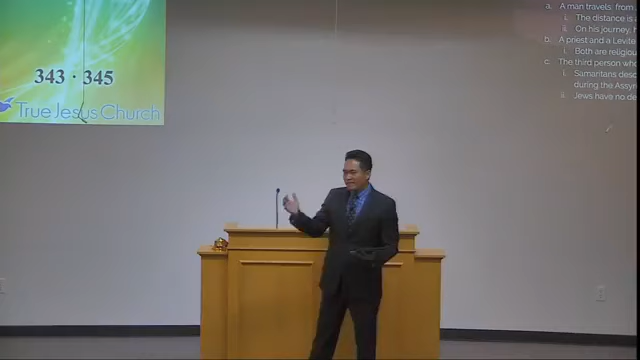 343 · 345
True Jesus Church
a. A man travels from
i. The distance is
ii. On his journey, h
b. A priest and a Levite
i. Both are religiou
c. The third person who
i. Samaritans desc
during the Assyr
ii. Jews have no de